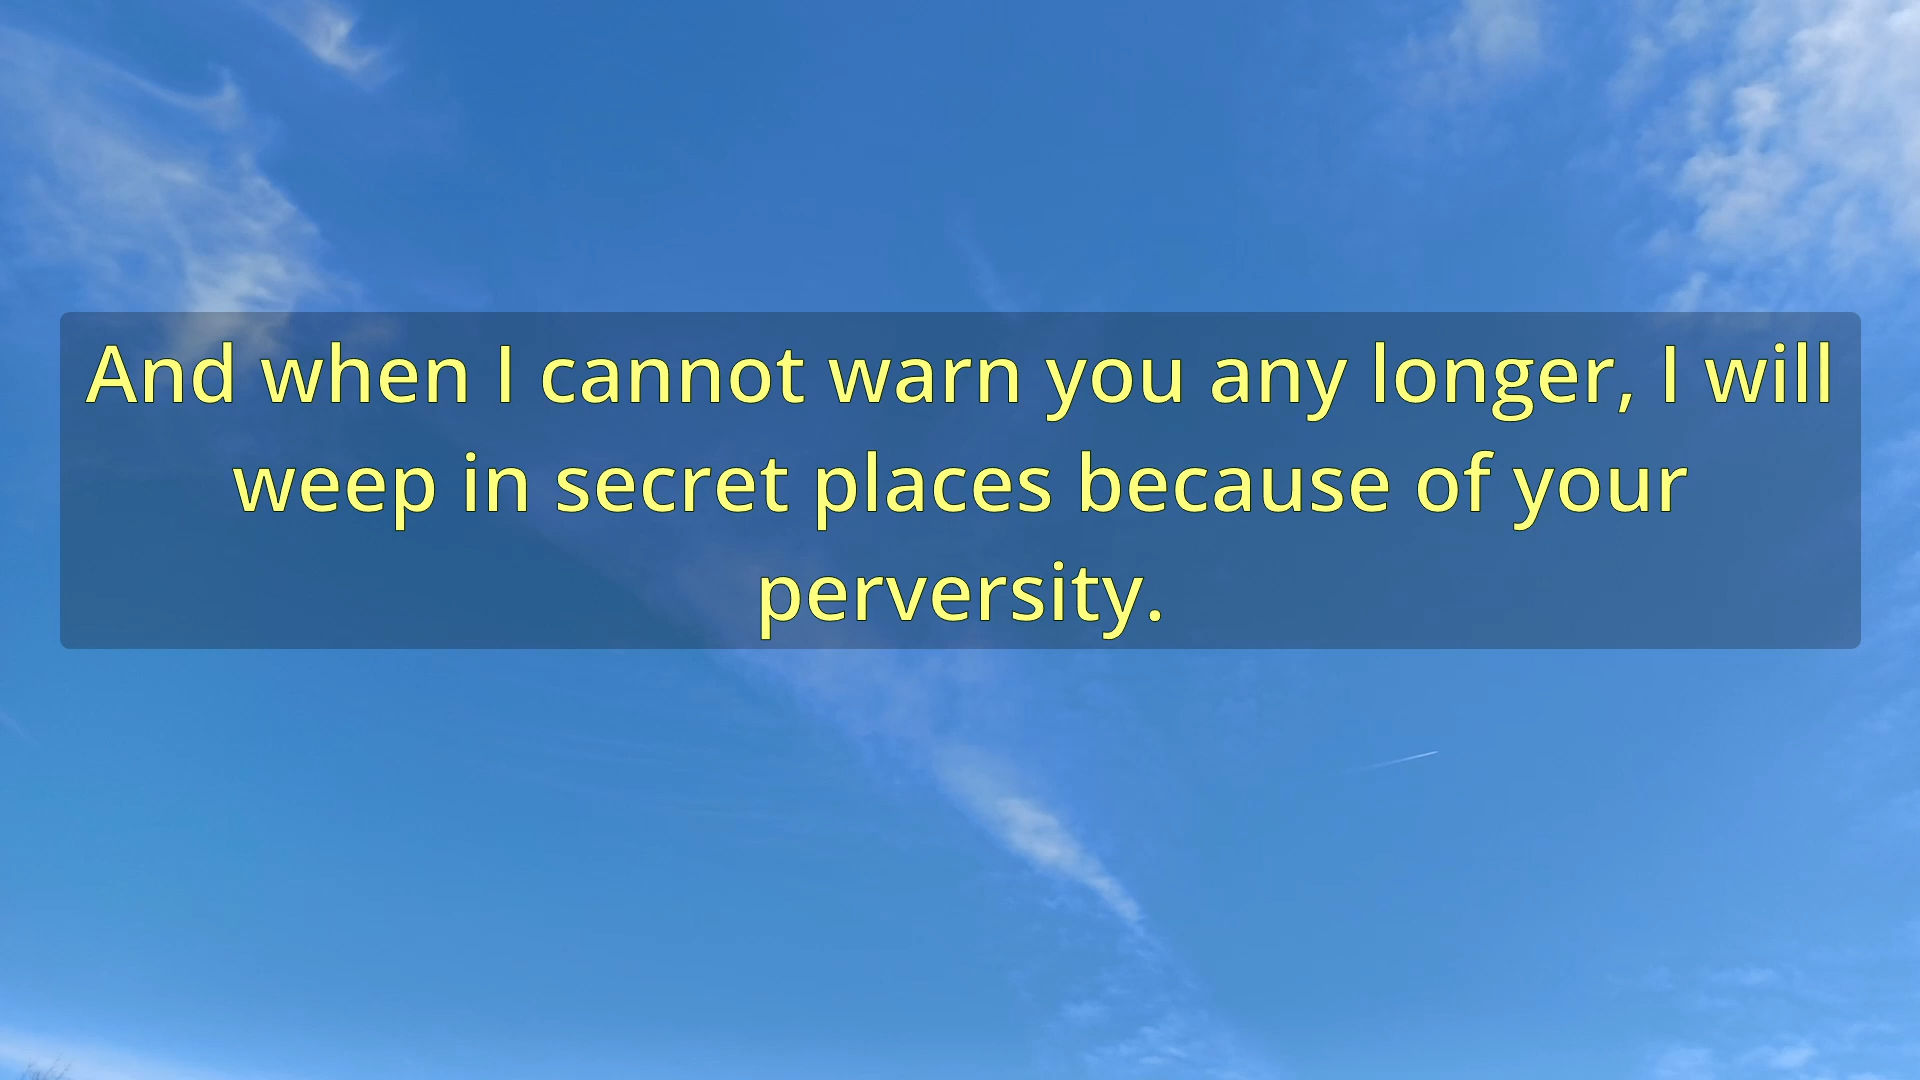 And when I cannot warn you any longer, I will
weep in secret places because of your
perversity.